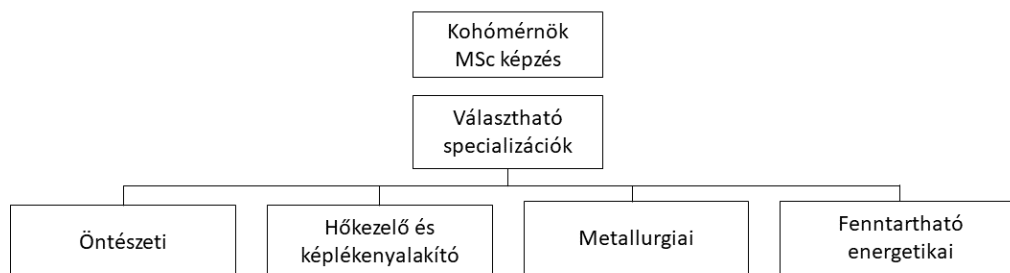 Kohómérnök
MSc képzés
Választható
specializációk
Öntészeti
Hőkezelő és
képlékenyalakító
Metallurgiai
Fenntartható
energetikai